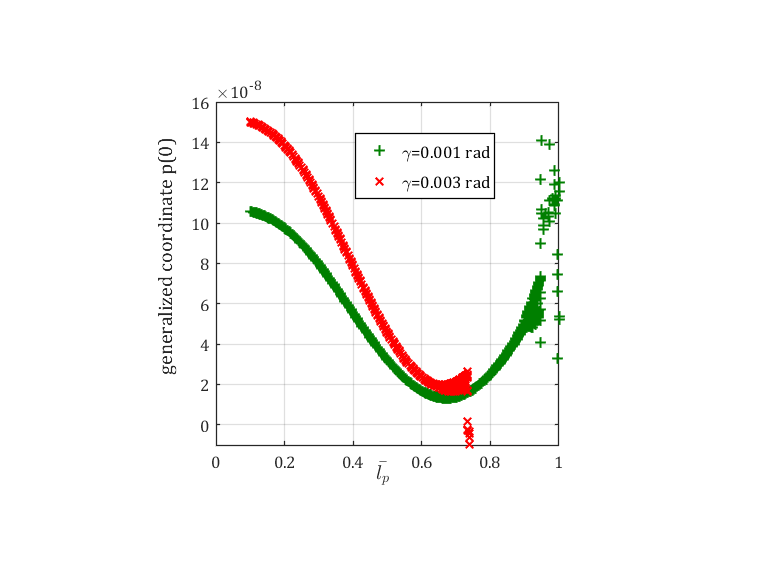 ×10^-8
16
14
12
10
8
6
4
2
0
generalized coordinate p(0)
γ=0.001 rad
γ=0.003 rad
0 0.2 0.4 0.6 0.8 1
l̄_p